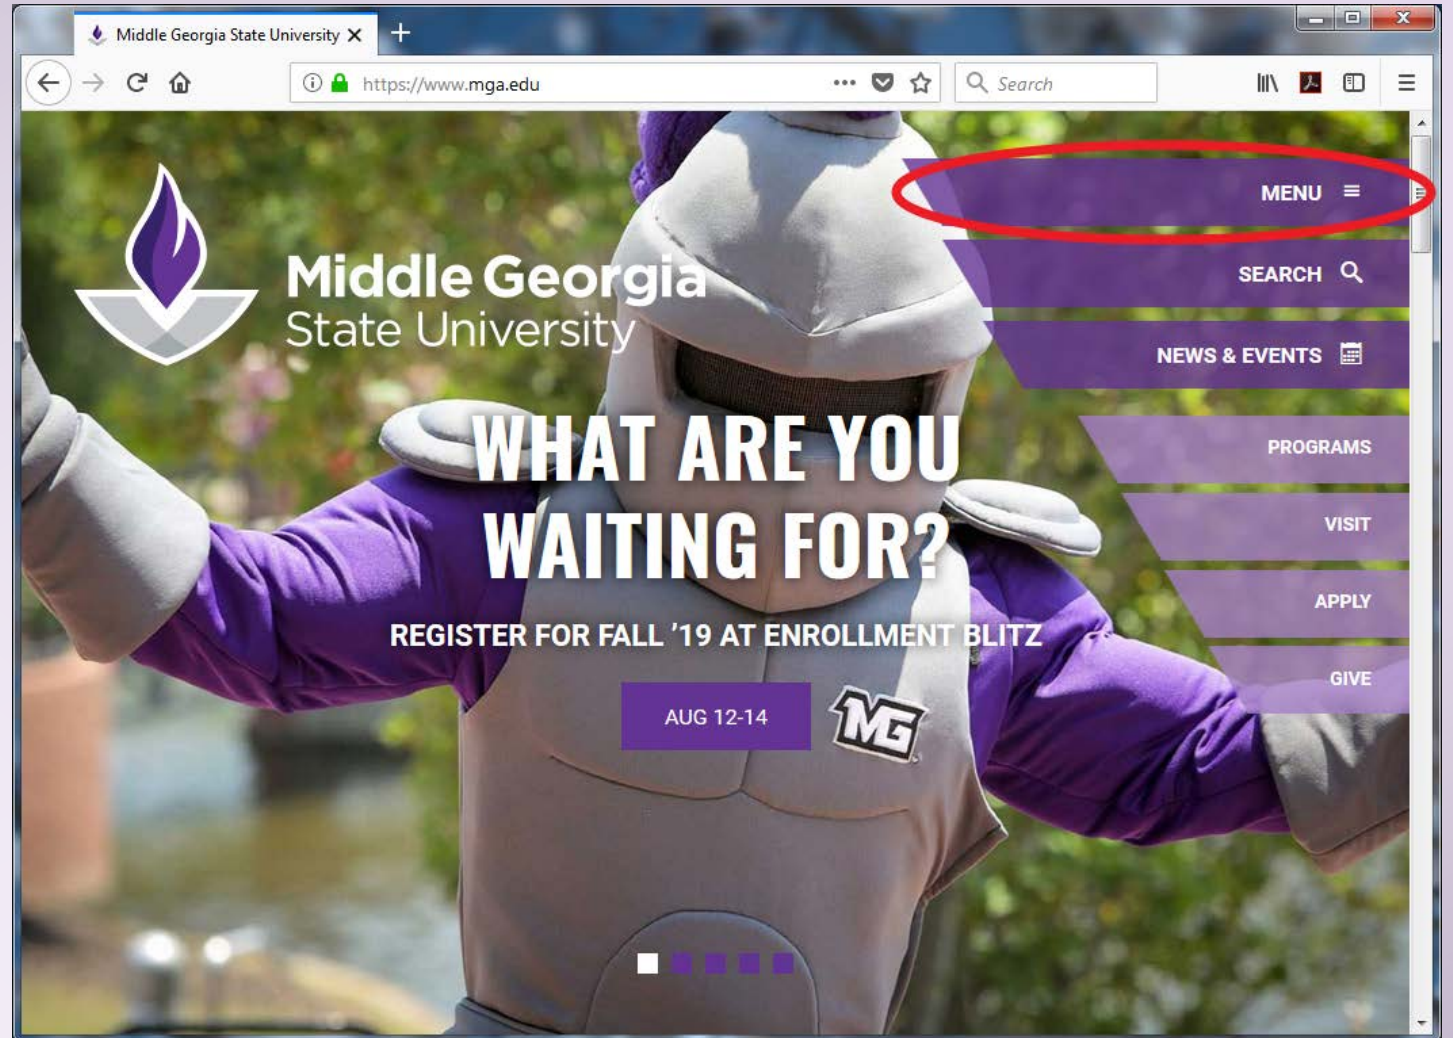 Middle Georgia State University
https://www.mga.edu
Search
MENU
SEARCH
NEWS & EVENTS
Middle Georgia
State University
WHAT ARE YOU
WAITING FOR?
REGISTER FOR FALL '19 AT ENROLLMENT BLITZ
AUG 12-14
MG
PROGRAMS
VISIT
APPLY
GIVE